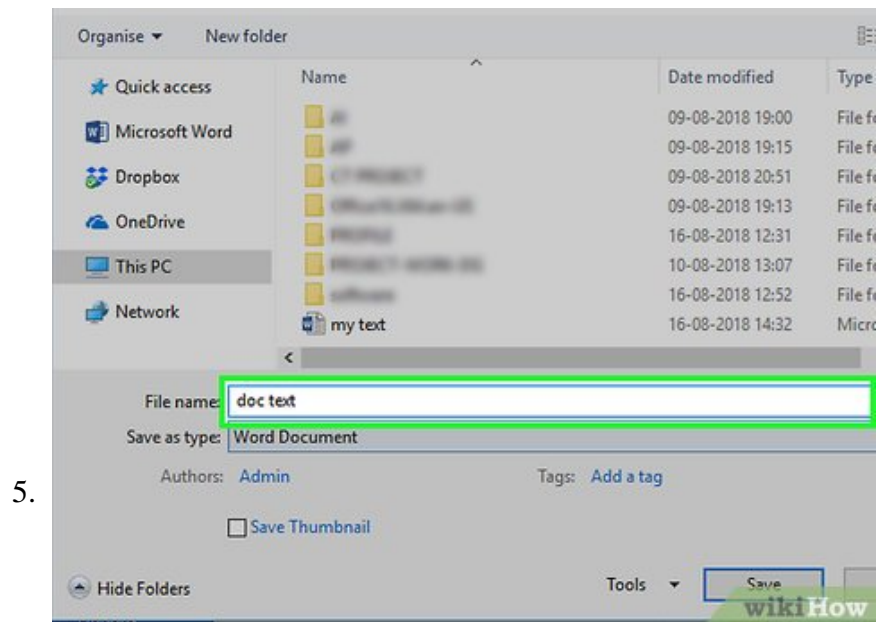 Organise New folder
Name Date modified Type
Quick access
Microsoft Word
Dropbox
OneDrive
This PC
Network
09-08-2018 19:00 File fo
09-08-2018 19:15 File fo
09-08-2018 20:51 File fo
09-08-2018 19:13 File fo
16-08-2018 12:31 File fo
10-08-2018 13:07 File fo
16-08-2018 12:52 File fo
my text 16-08-2018 14:32 Micro
File name: doc text
Save as type: Word Document
Authors: Admin Tags: Add a tag
5.
Save Thumbnail
Hide Folders Tools Save
wikiHow